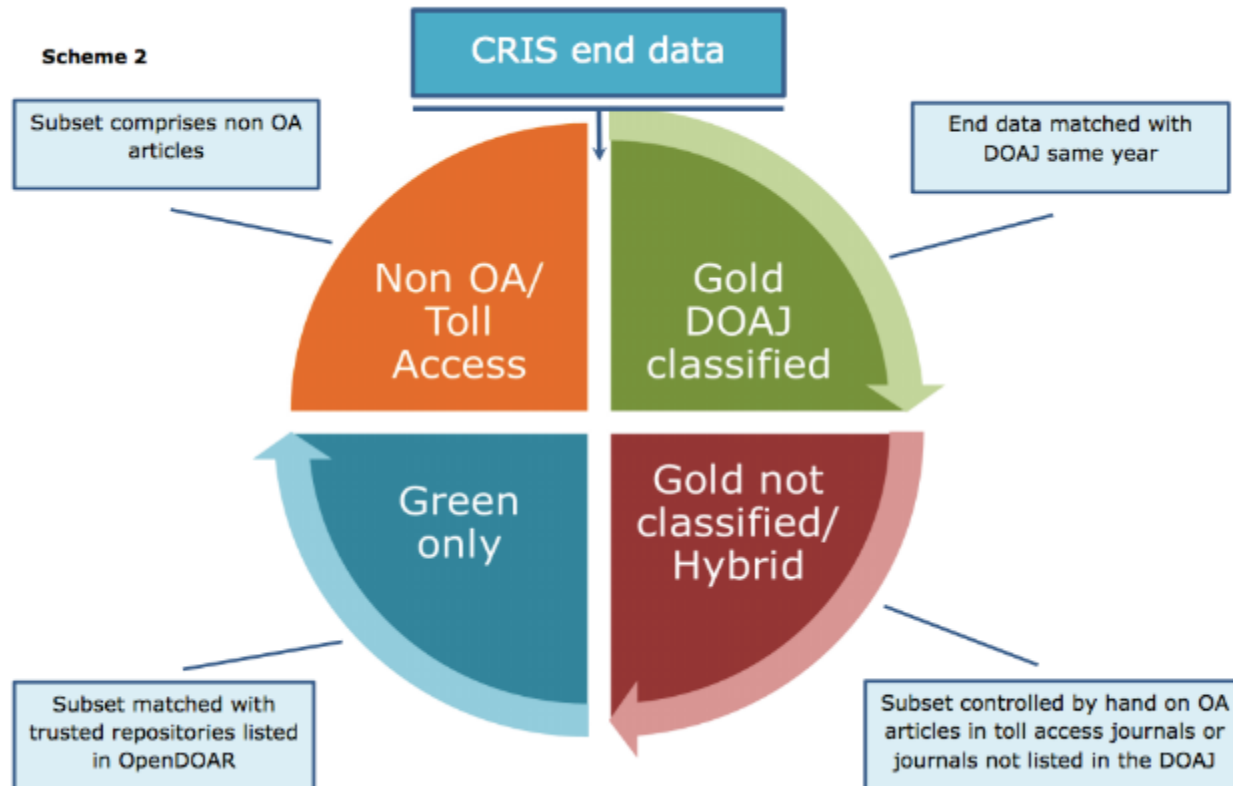 Scheme 2
CRIS end data
Subset comprises non OA
articles
End data matched with
DOAJ same year
Non OA/
Toll
Access
Gold
DOAJ
classified
Green
only
Gold not
classified/
Hybrid
Subset matched with
trusted repositories listed
in OpenDOAR
Subset controlled by hand on OA
articles in toll access journals or
journals not listed in the DOAJ